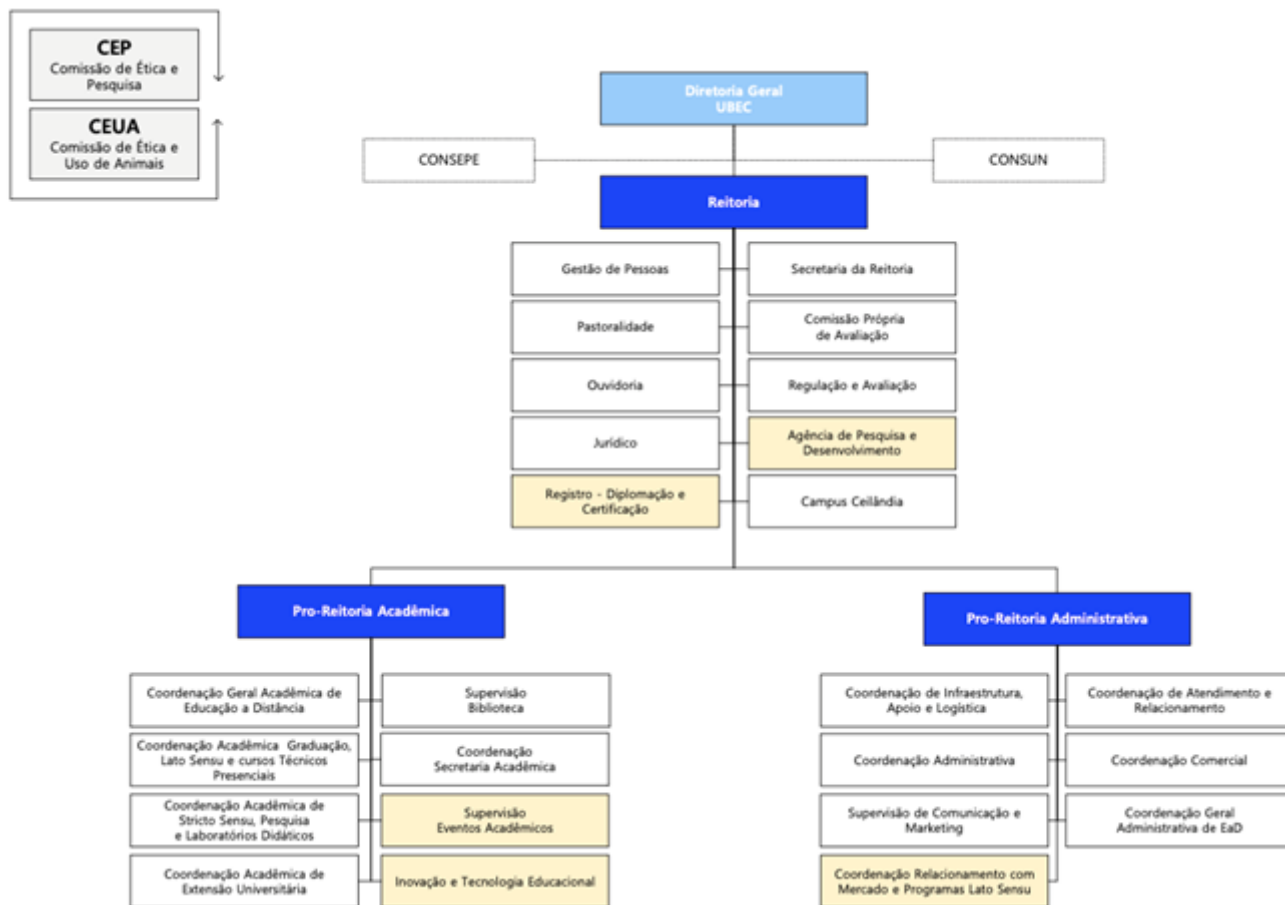 CEP
Comissão de Ética e
Pesquisa
CEUA
Comissão de Ética e
Uso de Animais
Diretoria Geral
UBEC
CONSEPE
CONSUN
Reitoria
Gestão de Pessoas
Secretaria da Reitoria
Pastoralidade
Comissão Própria
de Avaliação
Ouvidoria
Regulação e Avaliação
Jurídico
Agência de Pesquisa e
Desenvolvimento
Registro - Diplomação e
Certificação
Campus Ceilândia
Pro-Reitoria Acadêmica
Pro-Reitoria Administrativa
Coordenação Geral Acadêmica de
Educação a Distância
Supervisão
Biblioteca
Coordenação Acadêmica Graduação,
Lato Sensu e cursos Técnicos
Presenciais
Coordenação
Secretaria Acadêmica
Coordenação Acadêmica de
Stricto Sensu, Pesquisa
e Laboratórios Didáticos
Supervisão
Eventos Acadêmicos
Coordenação Acadêmica de
Extensão Universitária
Inovação e Tecnologia Educacional
Coordenação de Infraestrutura,
Apoio e Logística
Coordenação de Atendimento e
Relacionamento
Coordenação Administrativa
Coordenação Comercial
Supervisão de Comunicação e
Marketing
Coordenação Geral
Administrativa de EaD
Coordenação Relacionamento com
Mercado e Programas Lato Sensu